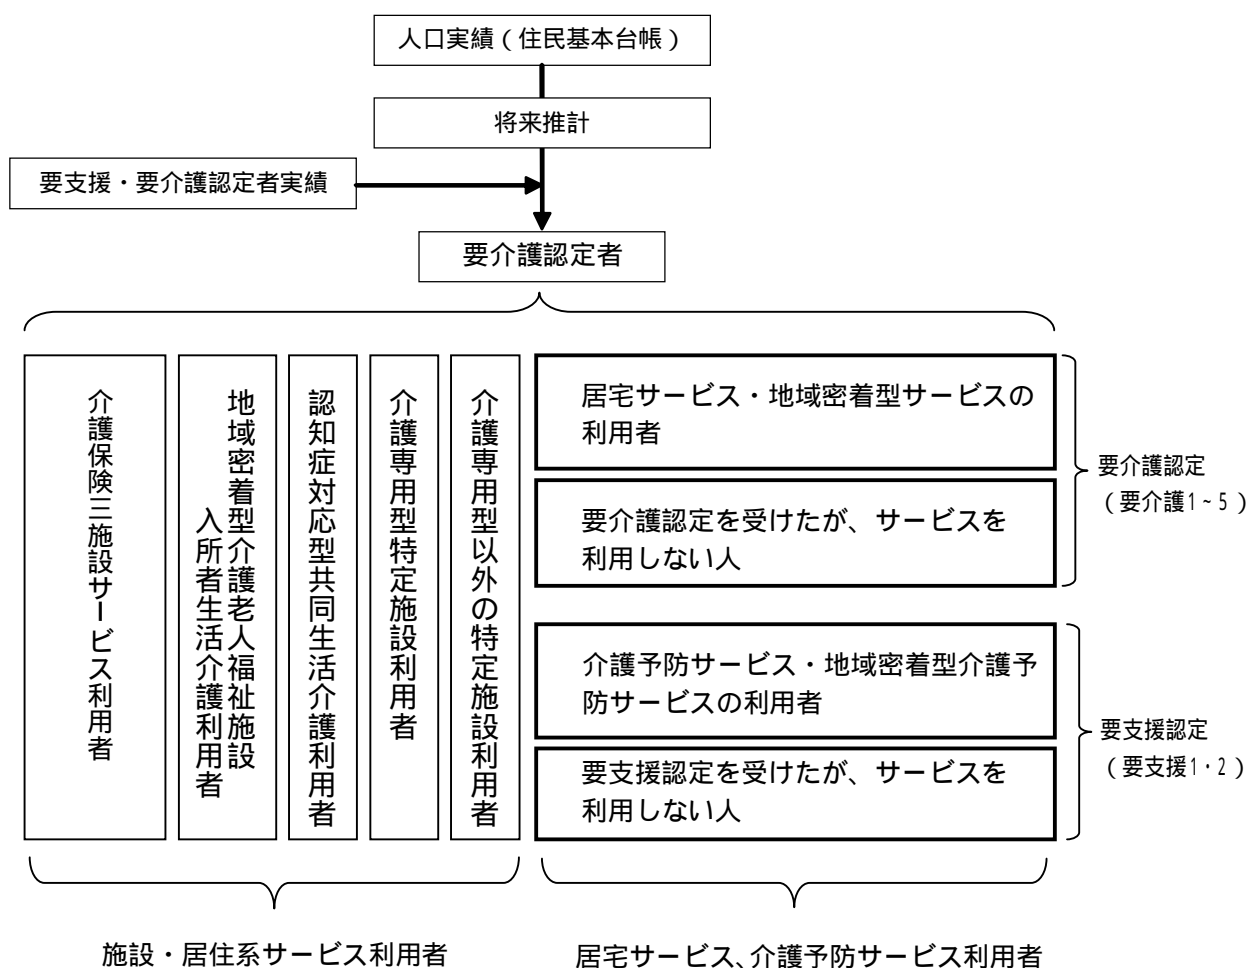 人口実績（住民基本台帳）
将来推計
要支援・要介護認定者実績
要介護認定者
介護保険三施設サービス利用者
地域密着型介護老人福祉施設
入所者生活介護利用者
認知症対応型共同生活介護利用者
介護専用型特定施設利用者
介護専用型以外の特定施設利用者
居宅サービス・地域密着型サービスの
利用者
要介護認定を受けたが、サービスを
利用しない人
要介護認定
（要介護1~5）
介護予防サービス・地域密着型介護予
防サービスの利用者
要支援認定を受けたが、サービスを
利用しない人
要支援認定
（要支援1・2）
施設・居住系サービス利用者
居宅サービス、介護予防サービス利用者